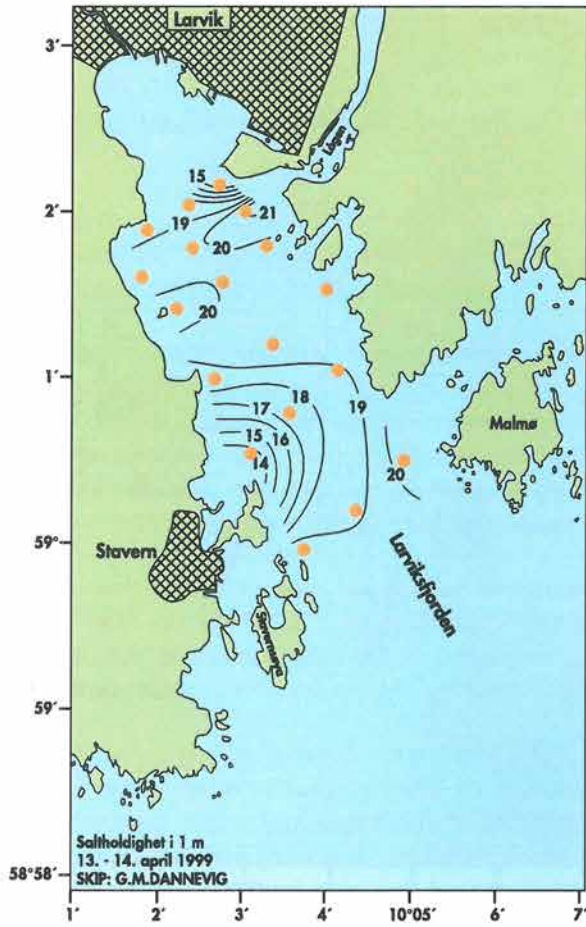 3'
Larvik
Lågen
15
2'
19
21
20
20
1'
18
19
17
Malmø
15
16
14
20
59°
Stavern
Larviksfjorden
Stavernsøya
59'
Saltholdighet i 1 m
13. - 14. april 1999
58°58'
SKIP: G.M.DANNEVIG
1'
2'
3'
4'
10°05'
6'
7'